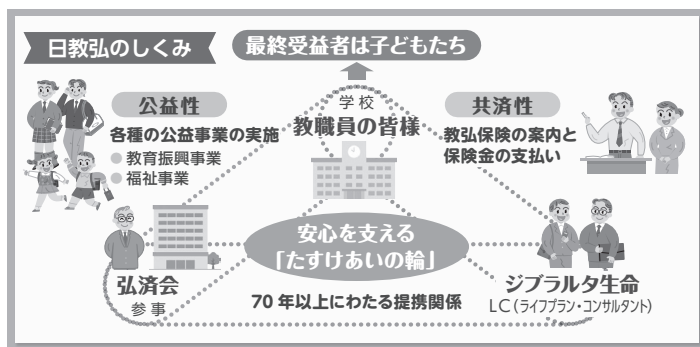 日教弘のしくみ
最終受益者は子どもたち
公益性
各種の公益事業の実施
●教育振興事業
●福祉事業
学校
教職員の皆様
共済性
教弘保険の案内と
保険金の支払い
安心を支える
「たすけあいの輪」
弘済会
参事
70年以上にわたる提携関係
ジブラルタ生命
LC(ライフプラン・コンサルタント)